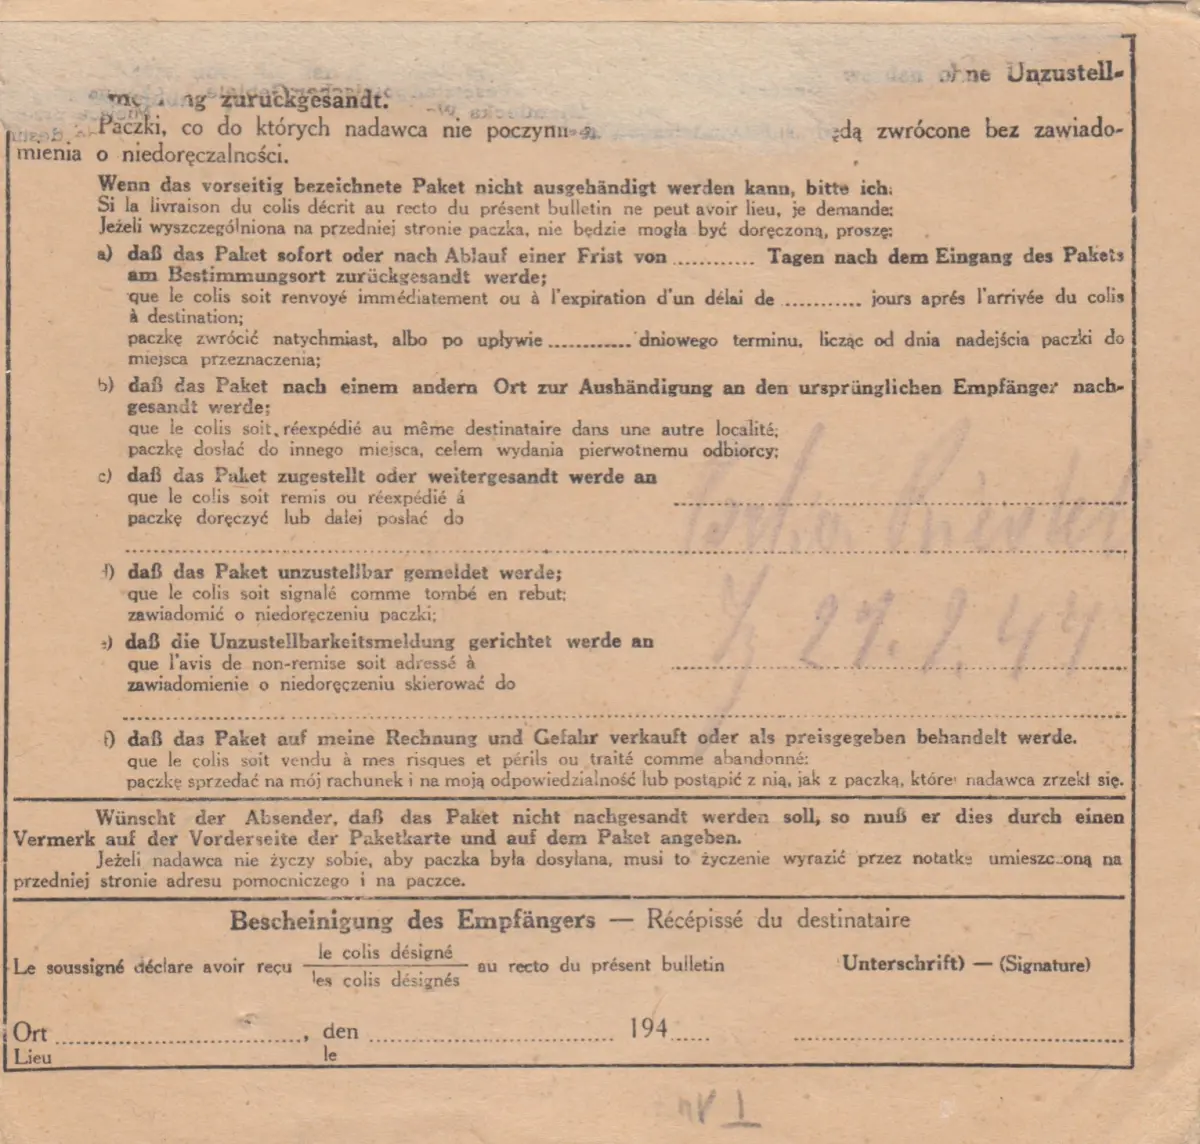 ohne Unzustell-
zurückgesandt.
Paczki, co do których nadawca nie zwrócone bez zawiado-
mienia o niedoręczalności.
Wenn das vorseitig bezeichnete Paket nicht ausgehändigt werden kann, bitte ich:
Si la livraison du colis décrit au recto du présent bulletin ne peut avoir lieu, je demande:
Jeżeli wyszczególniona na przedniej stronie paczka, nie będzie mogła być doręczoną, proszę:
a) daß das Paket sofort oder nach Ablauf einer Frist von ............ Tagen nach dem Eingang des Pakets
am Bestimmungsort zurückgesandt werde;
que le colis soit renvoyé immédiatement ou à l'expiration d'un délai de ............ jours aprés l'arrivée du colis
à destination;
paczkę zwrócić natychmiast, albo po upływie ............ dniowego terminu, licząc od dnia nadejścia paczki do
miejsca przeznaczenia;
b) daß das Paket nach einem andern Ort zur Aushändigung an den ursprünglichen Empfänger nach-
gesandt werde;
que le colis soit réexpédié au même destinataire dans une autre localité;
paczkę dosłać do innego miejsca, celem wydania pierwotnemu odbiorcy;
c) daß das Paket zugestellt oder weitergesandt werde an
que le colis soit remis ou réexpédié á
paczkę doręczyć lub dalej posłać do
d) daß das Paket unzustellbar gemeldet werde;
que le colis soit signalé comme tombé en rebut;
zawiadomić o niedoręczeniu paczki;
29.9.44
e) daß die Unzustellbarkeitsmeldung gerichtet werde an
que l'avis de non-remise soit adressé à
zawiadomienie o niedoręczeniu skierować do
f) daß das Paket auf meine Rechnung und Gefahr verkauft oder als preisgegeben behandelt werde.
que le colis soit vendu à mes risques et périls ou traité comme abandonné;
paczkę sprzedać na mój rachunek i na moją odpowiedzialność lub postąpić z nią, jak z paczką, której nadawca zrzekł się.
Wünscht der Absender, daß das Paket nicht nachgesandt werden soll, so muß er dies durch einen
Vermerk auf der Vorderseite der Paketkarte und auf dem Paket angeben.
Jeżeli nadawca nie życzy sobie, aby paczka była dosyłana, musi to życzenie wyrazić przez notatkę umieszczoną na
przedniej stronie adresu pomocniczego i na paczce.
Bescheinigung des Empfängers — Récépissé du destinataire
Le soussigné déclare avoir reçu le colis désigné
les colis désignés au recto du présent bulletin
Unterschrift) — (Signature)
Ort ............, den ............ 194......
Lieu le